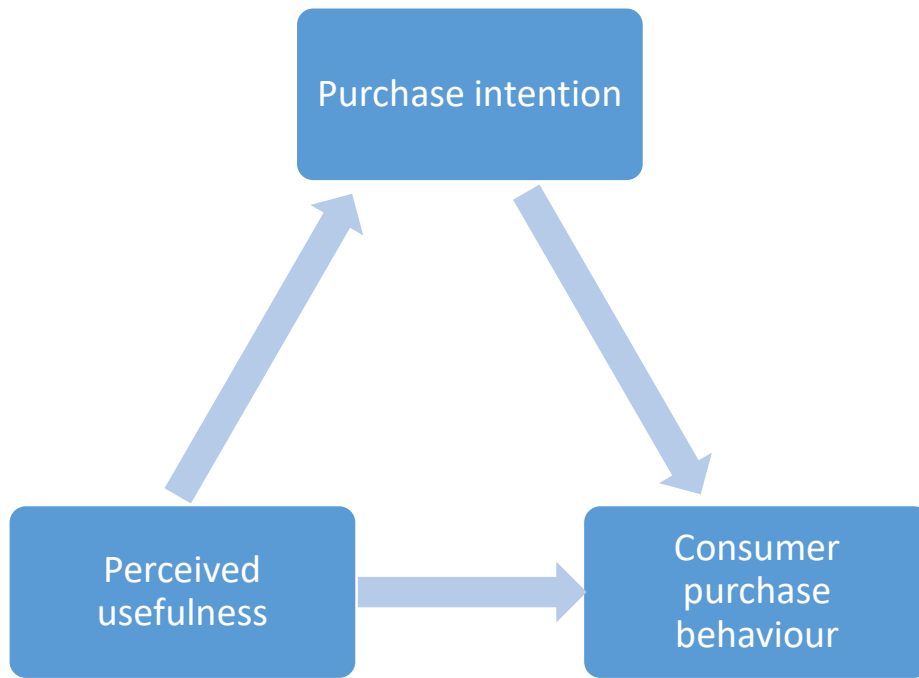 Purchase intention
Perceived
usefulness
Consumer
purchase
behaviour